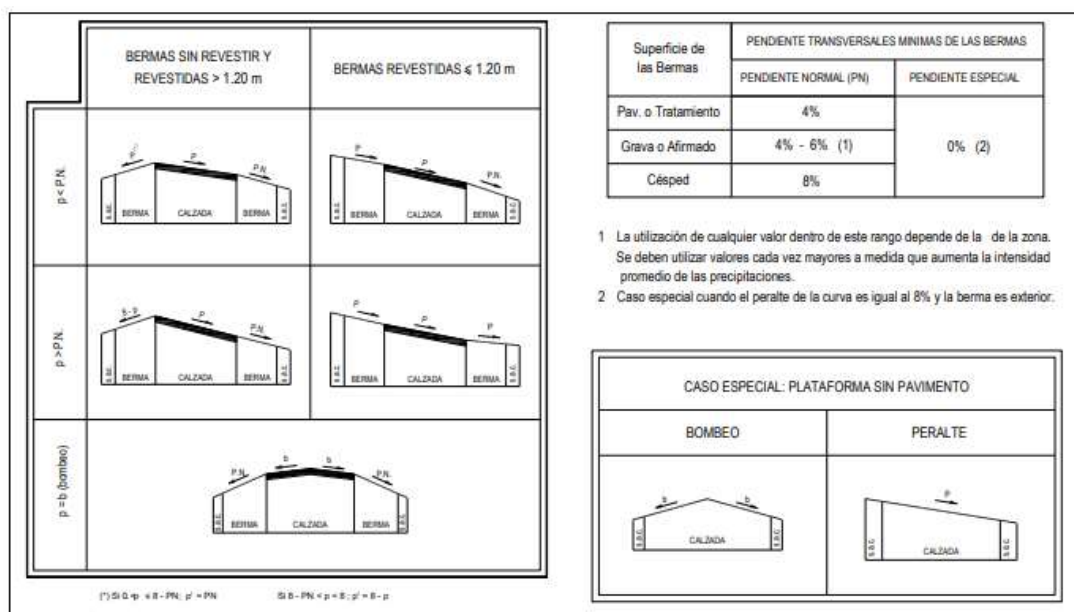 BERMAS SIN REVESTIR Y
REVESTIDAS > 1.20 m
BERMAS REVESTIDAS ⩽ 1.20 m
p < P.N.
P
P.N.
S.A.C.
BERMA
CALZADA
BERMA
S.A.C.
P
P
P.N.
S.A.C.
BERMA
CALZADA
BERMA
S.A.C.
p > P.N.
8 - p
P
P.N.
S.A.C.
BERMA
CALZADA
BERMA
S.A.C.
P
P
P
S.A.C.
BERMA
CALZADA
BERMA
S.A.C.
p = b (bombeo)
P.N.
b
b
P.N.
S.A.C.
BERMA
CALZADA
BERMA
S.A.C.
8 - PN; p' = PN
Si 8 - PN < p = 8 ; p' = 8 - p
Superficie de
las Bermas
PENDIENTE TRANSVERSALES MINIMAS DE LAS BERMAS
PENDIENTE NORMAL (PN)
PENDIENTE ESPECIAL
Pav. o Tratamiento
4%
Grava o Afirmado
4% - 6% (1)
0% (2)
Césped
8%
1 La utilización de cualquier valor dentro de este rango depende de la de la zona.
Se deben utilizar valores cada vez mayores a medida que aumenta la intensidad
promedio de las precipitaciones.
2 Caso especial cuando el peralte de la curva es igual al 8% y la berma es exterior.
CASO ESPECIAL: PLATAFORMA SIN PAVIMENTO
BOMBEO
PERALTE
b
b
S.A.C.
CALZADA
S.A.C.
P
S.A.C.
CALZADA
S.A.C.